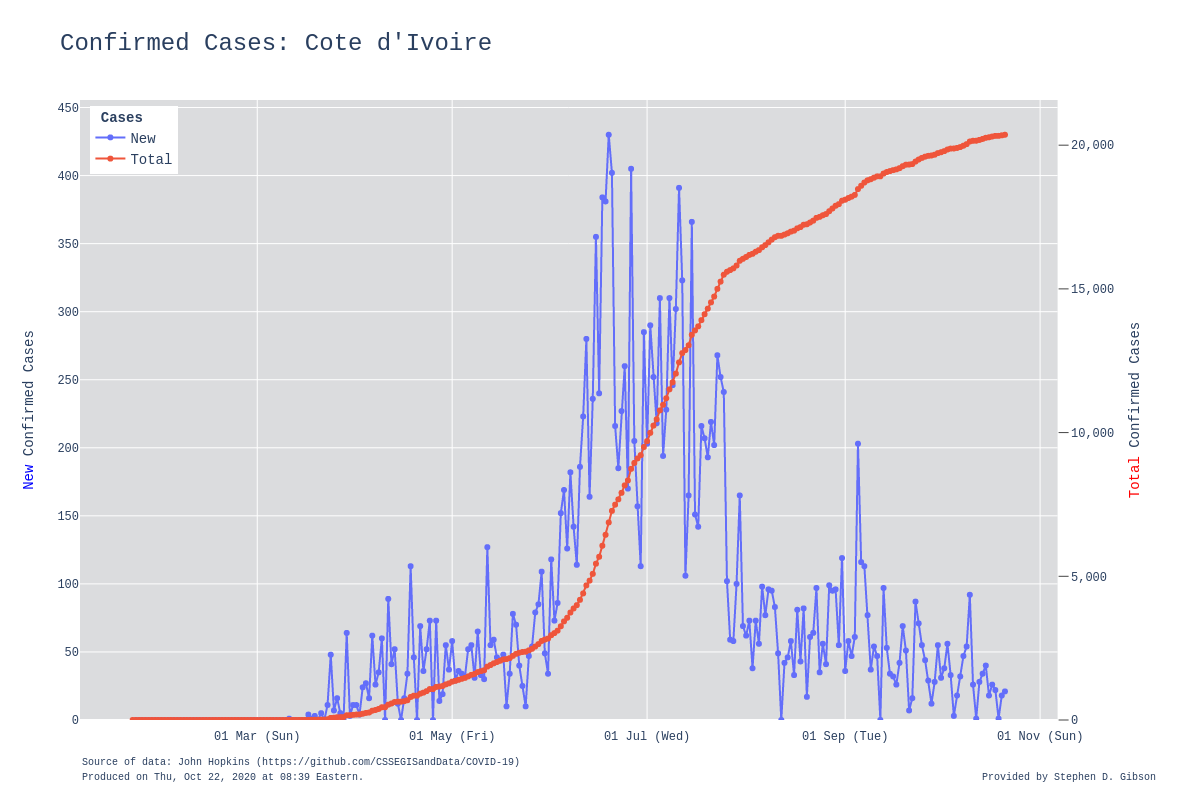 Confirmed Cases: Cote d'Ivoire
Cases
New
Total
450
400
350
300
250
200
150
100
50
0
New Confirmed Cases
20,000
15,000
10,000
5,000
0
Total Confirmed Cases
01 Mar (Sun)
01 May (Fri)
01 Jul (Wed)
01 Sep (Tue)
01 Nov (Sun)
Source of data: John Hopkins (https://github.com/CSSEGISandData/COVID-19)
Produced on Thu, Oct 22, 2020 at 08:39 Eastern.
Provided by Stephen D. Gibson